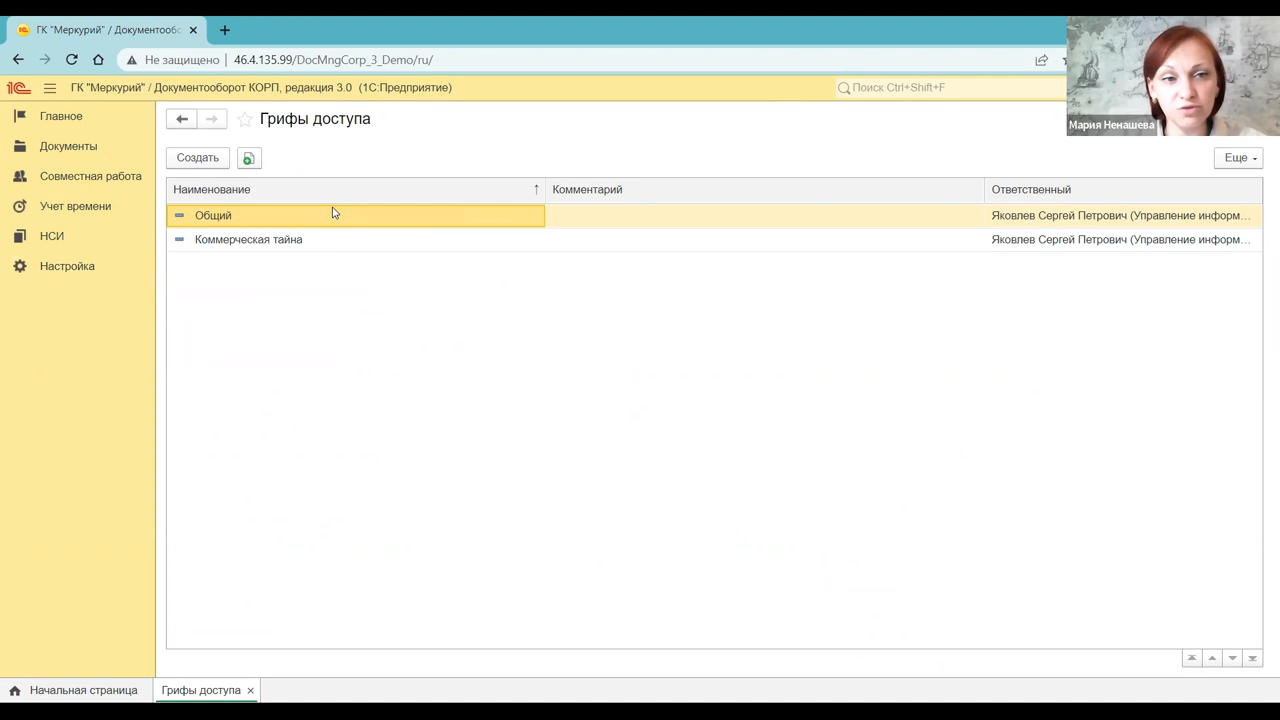 ГК "Меркурий" / Документообо
Не защищено
46.4.135.99/DocMngCorp_3_Demo/ru/
1С
ГК "Меркурий" / Документооборот КОРП, редакция 3.0 (1С:Предприятие)
Поиск Ctrl+Shift+F
Мария Ненашева
Главное
Документы
Совместная работа
Учет времени
НСИ
Настройка
Грифы доступа
Создать
Еще
Наименование
Комментарий
Ответственный
Общий
Яковлев Сергей Петрович (Управление информ...
Коммерческая тайна
Яковлев Сергей Петрович (Управление информ...
Начальная страница
Грифы доступа